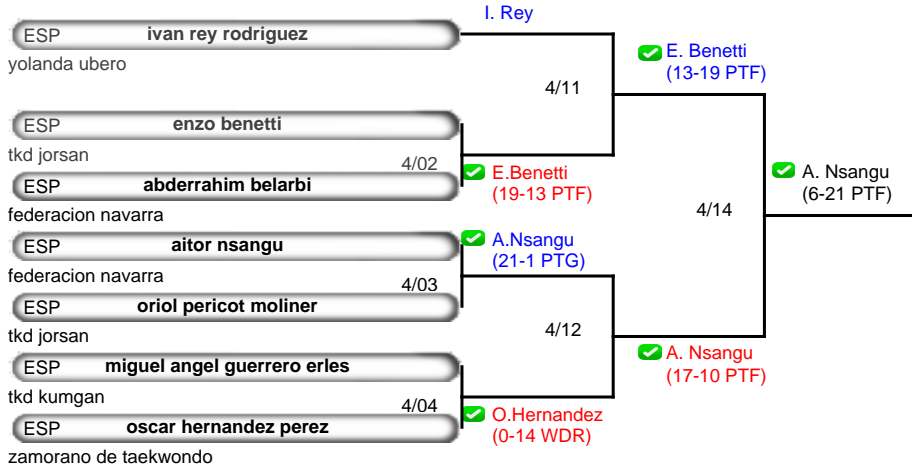 I. Rey
ESP ivan rey rodriguez
yolanda ubero
E. Benetti
(13-19 PTF)
4/11
ESP enzo benetti
tkd jorsan
4/02
ESP abderrahim belarbi
federacion navarra
E.Benetti
(19-13 PTF)
A. Nsangu
(6-21 PTF)
4/14
ESP aitor nsangu
federacion navarra
A.Nsangu
(21-1 PTG)
4/03
ESP oriol pericot moliner
tkd jorsan
4/12
A. Nsangu
(17-10 PTF)
ESP miguel angel guerrero erles
tkd kumgan
4/04
ESP oscar hernandez perez
zamorano de taekwondo
O.Hernandez
(0-14 WDR)